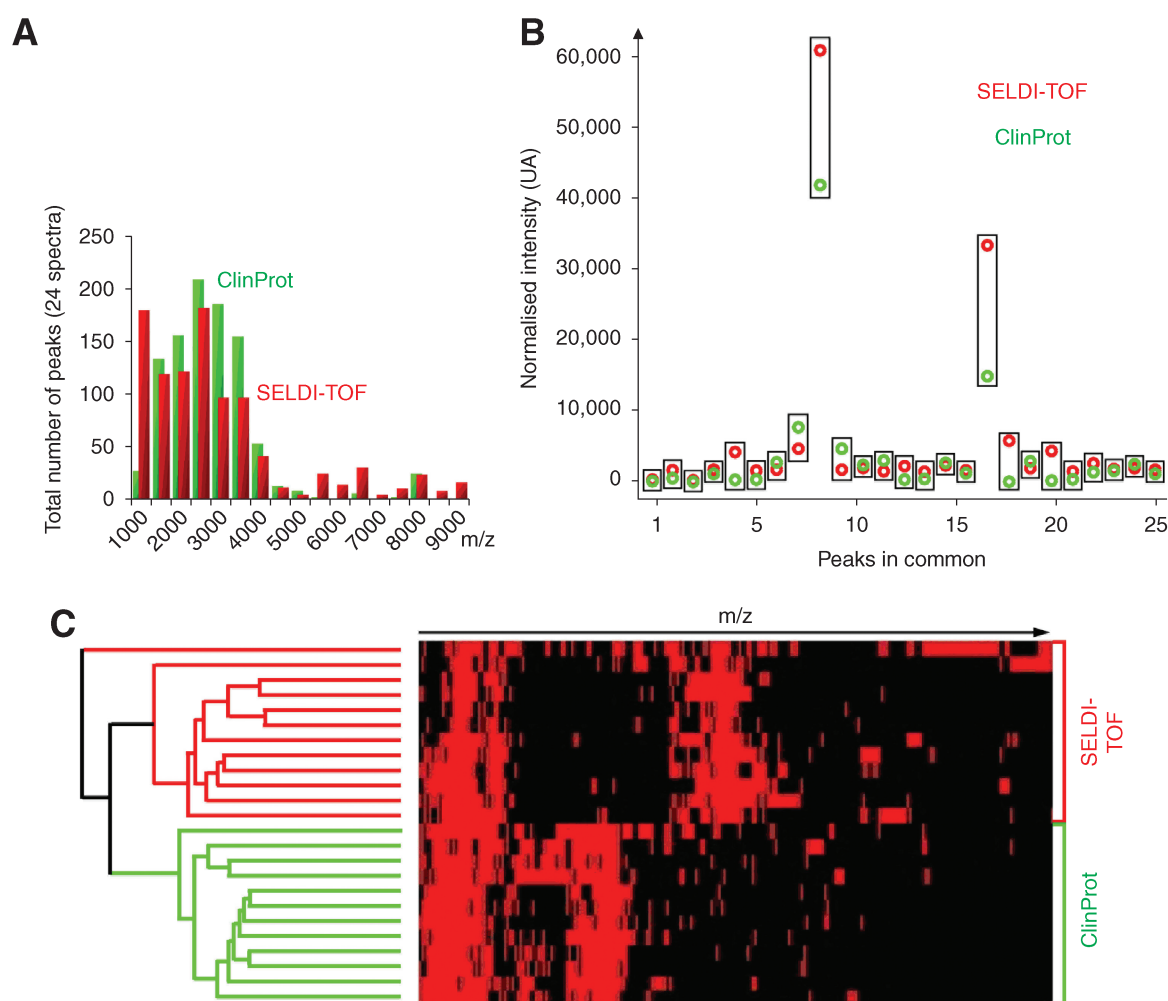 A
Total number of peaks (24 spectra)
250
200
150
100
50
0
ClinProt
SELDI-TOF
1000
2000
3000
4000
5000
6000
7000
8000
9000
m/z
B
Normalised intensity (UA)
60,000
50,000
40,000
30,000
20,000
10,000
0
SELDI-TOF
ClinProt
1
5
10
15
20
25
Peaks in common
C
m/z
SELDI-
TOF
ClinProt